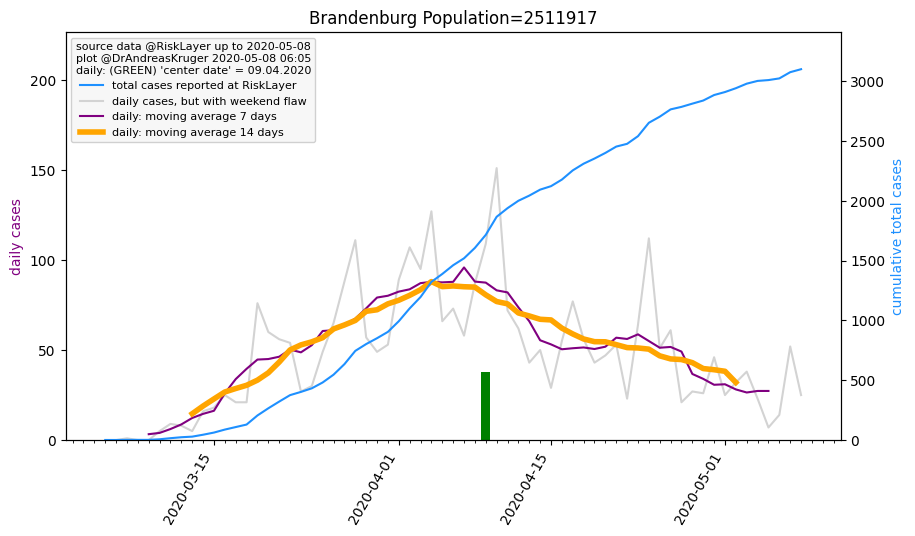 Brandenburg Population=2511917
source data @RiskLayer up to 2020-05-08
plot @DrAndreasKruger 2020-05-08 06:05
daily: (GREEN) 'center date' = 09.04.2020
total cases reported at RiskLayer
daily cases, but with weekend flaw
daily: moving average 7 days
daily: moving average 14 days
daily cases
200
150
100
50
0
cumulative total cases
3000
2500
2000
1500
1000
500
0
2020-03-15
2020-04-01
2020-04-15
2020-05-01